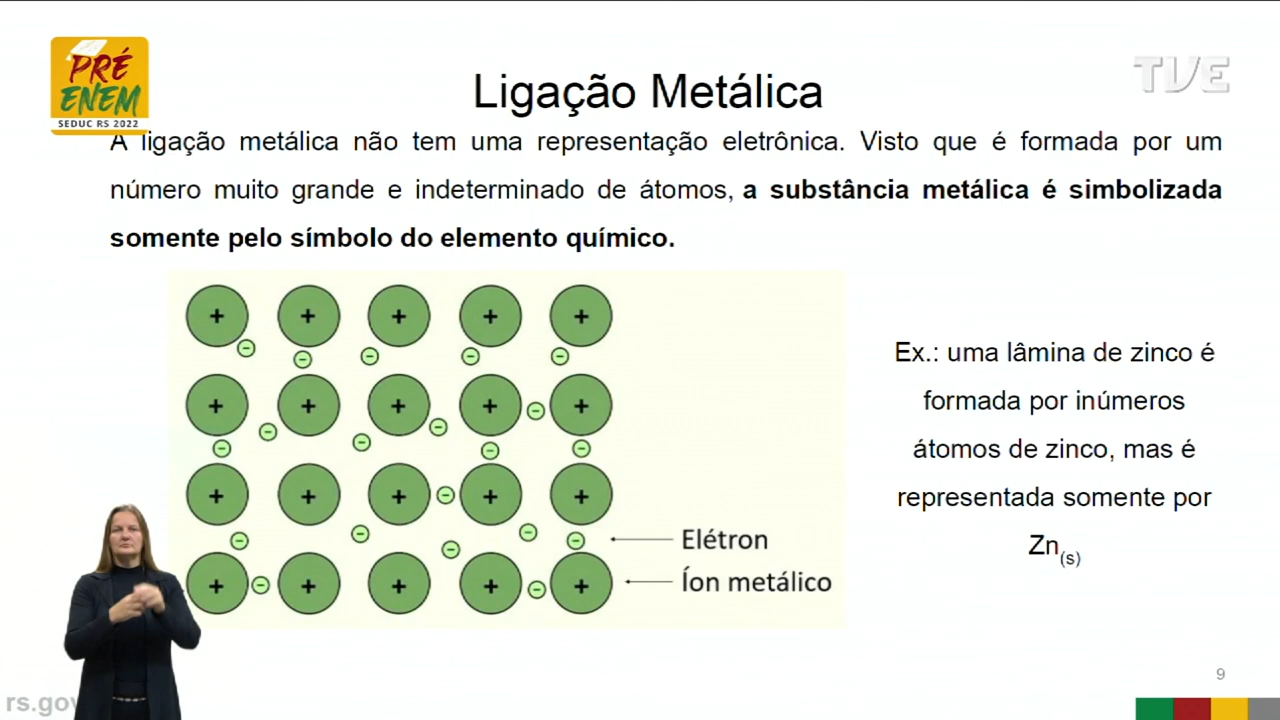 PRÉ
ENEM
SEDUC RS 2022
TVE
Ligação Metálica
A ligação metálica não tem uma representação eletrônica. Visto que é formada por um
número muito grande e indeterminado de átomos, a substância metálica é simbolizada
somente pelo símbolo do elemento químico.
+ + + + +
- - - - -
+ + + + +
- - - - - - - -
+ + + + +
- - - - - -
+ + + + +
- -
Elétron
Íon metálico
Ex.: uma lâmina de zinco é
formada por inúmeros
átomos de zinco, mas é
representada somente por
Zn(s)
9
rs.gov